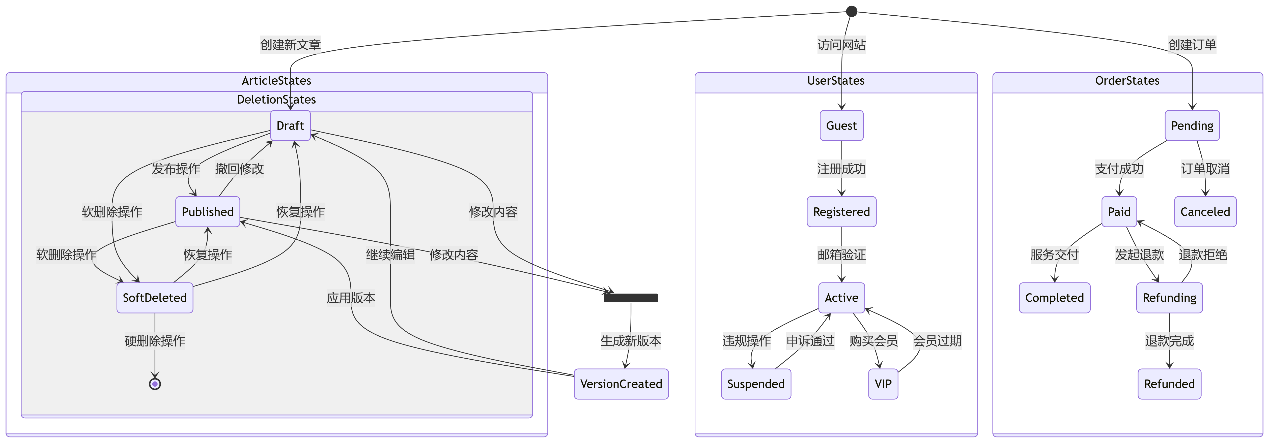 创建新文章
访问网站
创建订单
ArticleStates
UserStates
OrderStates
DeletionStates
Draft
Guest
Pending
发布操作
撤回修改
注册成功
支付成功
订单取消
软删除操作
Published
恢复操作
修改内容
Registered
Paid
Canceled
软删除操作
恢复操作
继续编辑
修改内容
邮箱验证
服务交付
发起退款
退款拒绝
SoftDeleted
应用版本
Active
Completed
Refunding
硬删除操作
生成新版本
违规操作
申诉通过
购买会员
会员过期
退款完成
VersionCreated
Suspended
VIP
Refunded